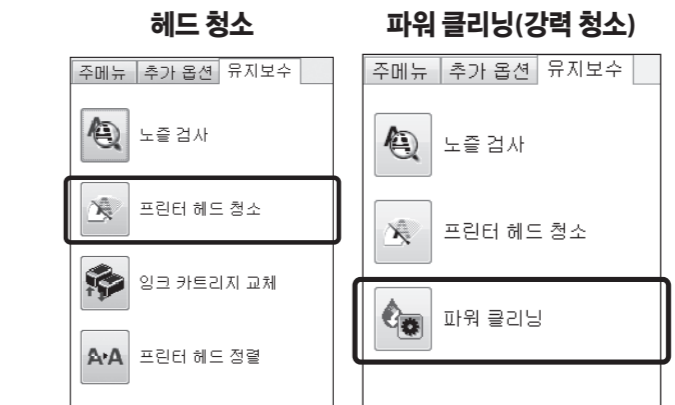 헤드 청소
주메뉴 추가 옵션 유지보수
노즐 검사
프린터 헤드 청소
잉크 카트리지 교체
프린터 헤드 정렬
파워 클리닝(강력 청소)
주메뉴 추가 옵션 유지보수
노즐 검사
프린터 헤드 청소
파워 클리닝